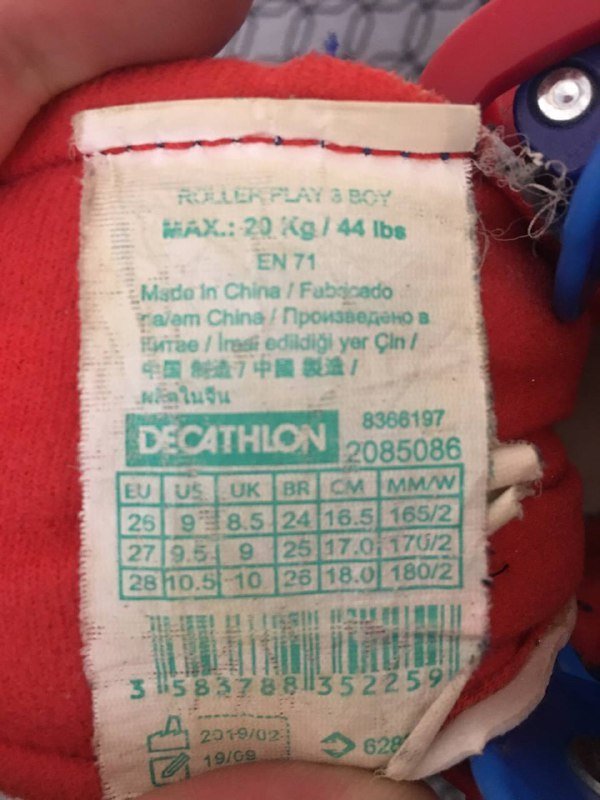 ROLLER PLAY 3 BOY
MAX.: 20 Kg / 44 lbs
EN 71
Made in China / Fabricado
na/em China / Произведено в
Китае / İmal edildiği yer Çin /
中国 制造 / 中國 製造 /
ผลิตในจีน
DECATHLON
8366197
2085086
EU US UK BR CM MM/W
26 9 8.5 24 16.5 165/2
27 9.5 9 25 17.0 170/2
28 10.5 10 26 18.0 180/2
3 583788 352259
2019/02
19/09
628